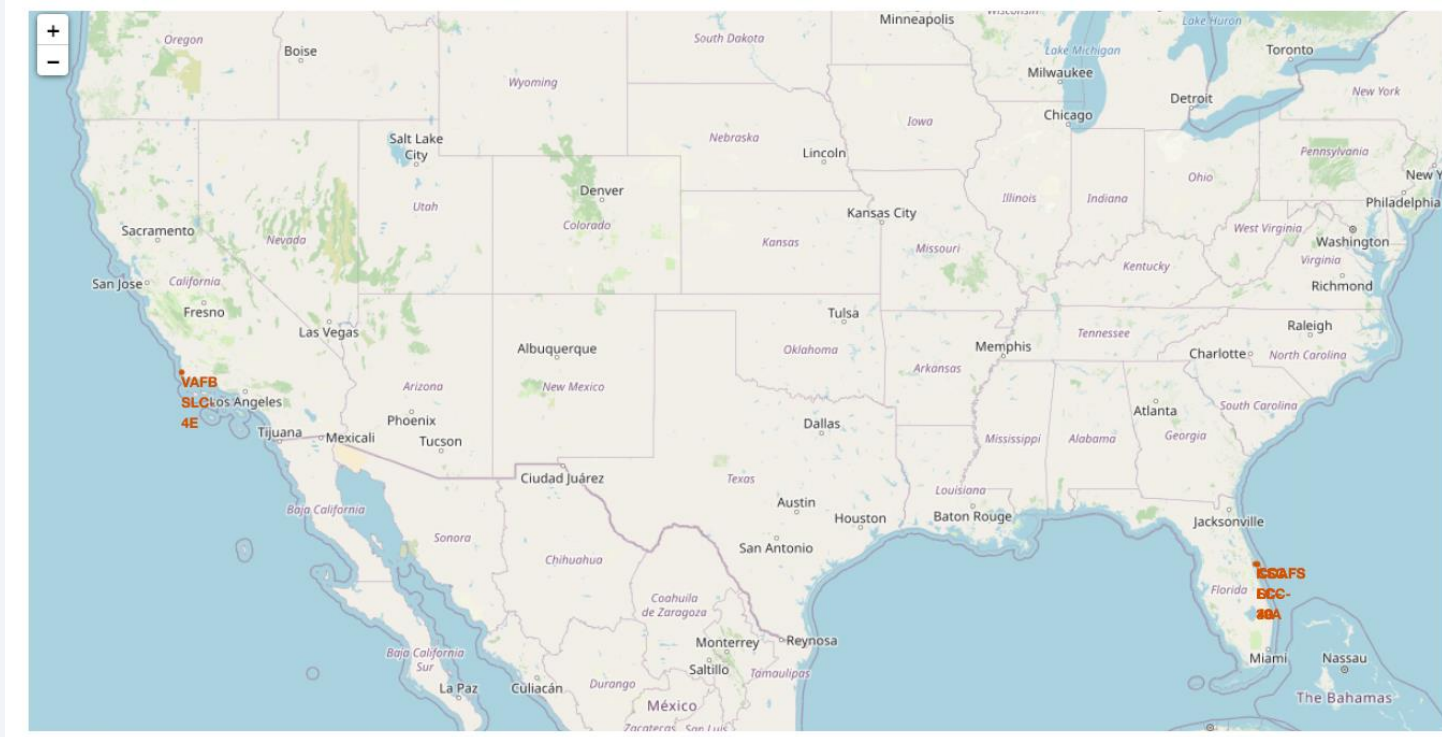 +
−
Oregon
Boise
South Dakota
Minneapolis
Wisconsin
Lake Huron
Toronto
Lake Michigan
Milwaukee
Wyoming
Detroit
New York
Chicago
Iowa
Salt Lake
City
Nebraska
Lincoln
Pennsylvania
New Y
Denver
Utah
Ohio
Illinois
Indiana
Philadelphia
Kansas City
Colorado
Sacramento
Nevada
Kansas
Missouri
West Virginia
Washington
Virginia
Kentucky
San Jose
California
Richmond
Fresno
Las Vegas
Tulsa
Raleigh
Tennessee
Memphis
Albuquerque
Oklahoma
Charlotte
North Carolina
Arkansas
VAFB
SLC-
4E
Los Angeles
Arizona
New Mexico
South Carolina
Phoenix
Atlanta
Tijuana
Mexicali
Tucson
Dallas
Mississippi
Alabama
Georgia
Ciudad Juárez
Texas
Louisiana
Baja California
Austin
Houston
Baton Rouge
Jacksonville
Sonora
San Antonio
Chihuahua
Florida
Coahuila
de Zaragoza
Monterrey
Reynosa
Baja California
Sur
Saltillo
Tamaulipas
Miami
Nassau
La Paz
Culiacán
Durango
México
The Bahamas
Zacatecas
San Luis